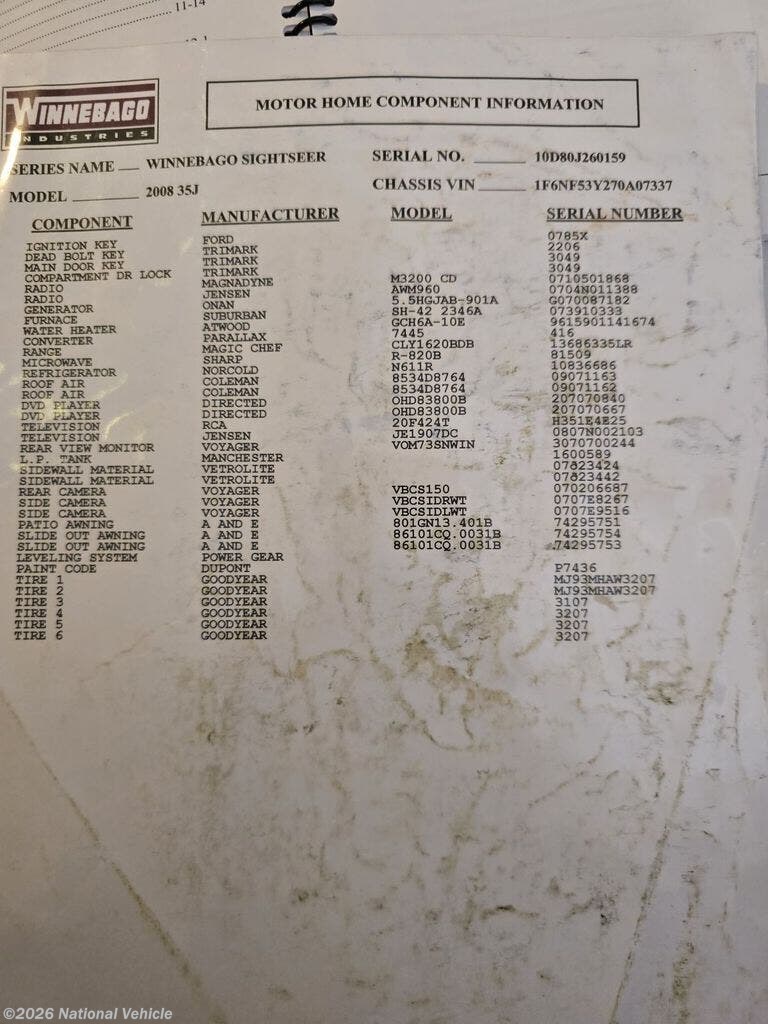 11-14
WINNEBAGO
INDUSTRIES
MOTOR HOME COMPONENT INFORMATION
SERIES NAME ___ WINNEBAGO SIGHTSEER SERIAL NO. _______ 10D80J260159
MODEL __________ 2008 35J CHASSIS VIN _______ 1F6NF53Y270A07337
COMPONENT MANUFACTURER MODEL SERIAL NUMBER
IGNITION KEY FORD 0785X
DEAD BOLT KEY TRIMARK 2206
MAIN DOOR KEY TRIMARK 3049
COMPARTMENT DR LOCK TRIMARK 3049
RADIO MAGNADYNE M3200 CD 0710501868
RADIO JENSEN AWM960 0704N011388
GENERATOR ONAN 5.5HGJAB-901A G070087182
FURNACE SUBURBAN SH-42 2346A 073910333
WATER HEATER ATWOOD GCH6A-10E 9615901141674
CONVERTER PARALLAX 7445 416
RANGE MAGIC CHEF CLY1620BDB 13686335LR
MICROWAVE SHARP R-820B 81509
REFRIGERATOR NORCOLD N611R 10836686
ROOF AIR COLEMAN 8534D8764 09071163
ROOF AIR COLEMAN 8534D8764 09071162
DVD PLAYER DIRECTED OHD83800B 207070840
DVD PLAYER DIRECTED OHD83800B 207070667
TELEVISION RCA 20F424T H351E4E25
TELEVISION JENSEN JE1907DC 0807N002103
REAR VIEW MONITOR VOYAGER VOM73SNWIN 3070700244
L.P. TANK MANCHESTER 1600589
SIDEWALL MATERIAL VETROLITE 07823424
SIDEWALL MATERIAL VETROLITE 07823442
REAR CAMERA VOYAGER VBCS150 070206687
SIDE CAMERA VOYAGER VBCSIDRWT 0707E8267
SIDE CAMERA VOYAGER VBCSIDLWT 0707E9516
PATIO AWNING A AND E 801GN13.401B 74295751
SLIDE OUT AWNING A AND E 86101CQ.0031B 74295754
SLIDE OUT AWNING A AND E 86101CQ.0031B 74295753
LEVELING SYSTEM POWER GEAR
PAINT CODE DUPONT P7436
TIRE 1 GOODYEAR MJ93MHAW3207
TIRE 2 GOODYEAR MJ93MHAW3207
TIRE 3 GOODYEAR 3107
TIRE 4 GOODYEAR 3207
TIRE 5 GOODYEAR 3207
TIRE 6 GOODYEAR 3207
©2026 National Vehicle